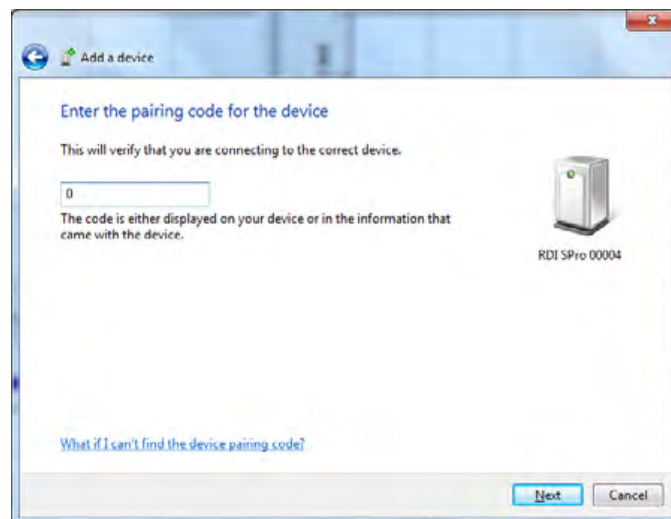 Add a device
Enter the pairing code for the device
This will verify that you are connecting to the correct device.
0
The code is either displayed on your device or in the information that
came with the device.
RDI SPro 00004
What if I can't find the device pairing code?
Next
Cancel